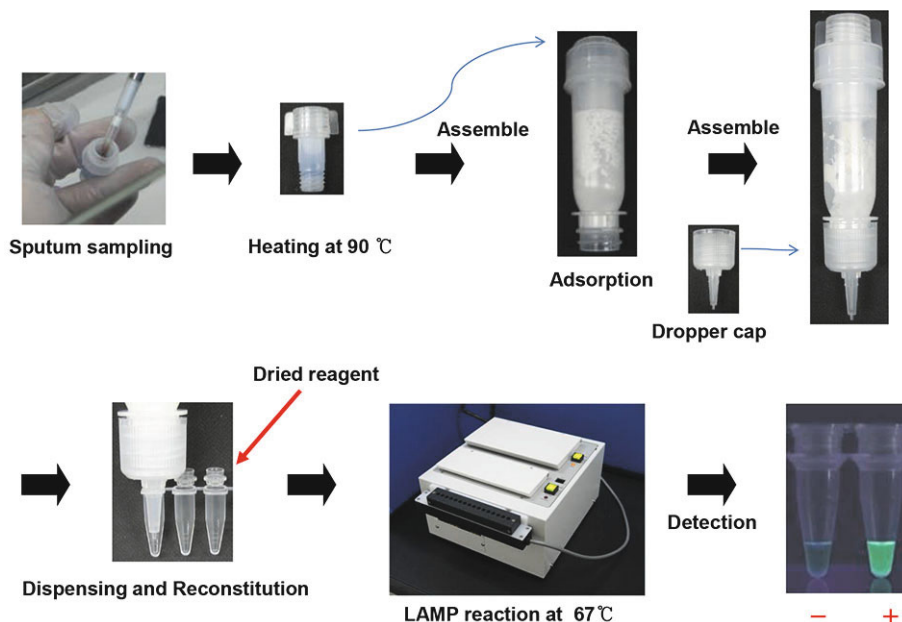 Assemble
Assemble
Sputum sampling
Heating at 90 ℃
Adsorption
Dropper cap
Dried reagent
Detection
Dispensing and Reconstitution
LAMP reaction at 67℃
− +